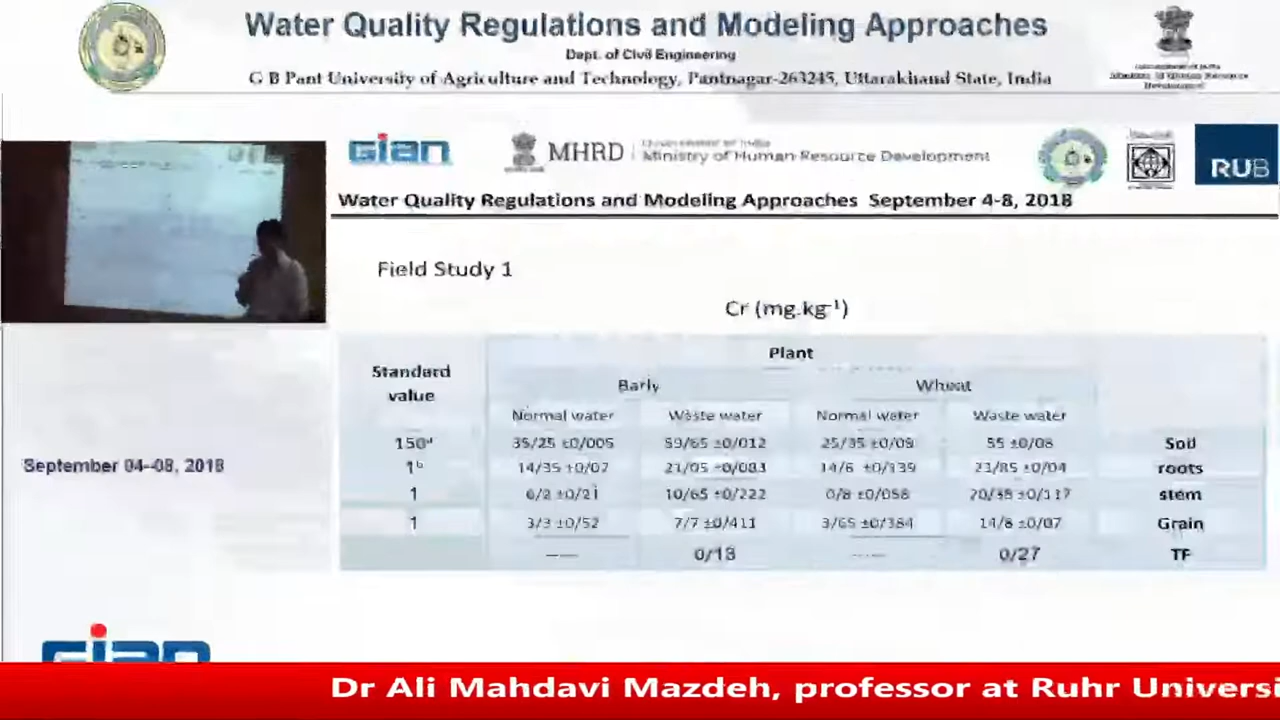 Water Quality Regulations and Modeling Approaches
Dept. of Civil Engineering
G B Pant University of Agriculture and Technology, Pantnagar-263245, Uttarakhand State, India
GIAN
MHRD
Ministry of Human Resource Development
RUB
Water Quality Regulations and Modeling Approaches September 4-8, 2018
Field Study 1
Cr (mg.kg⁻¹)
Standard value
Plant
Barly Wheat
Normal water Waste water Normal water Waste water
150ᵃ 35/25 ±0/005 59/65 ±0/012 25/35 ±0/09 55 ±0/08 Soil
1ᵇ 14/35 ±0/07 21/05 ±0/083 14/6 ±0/139 23/85 ±0/04 roots
1 6/2 ±0/21 10/65 ±0/222 0/8 ±0/058 ±0/117 stem
1 3/3 ±0/52 7/7 ±0/411 3/65 ±0/384 14/8 ±0/07 Grain
---- 0/13 ---- 0/27 TF
September 04-08, 2018
GIAN
Dr Ali Mahdavi Mazdeh, professor at Ruhr Universi